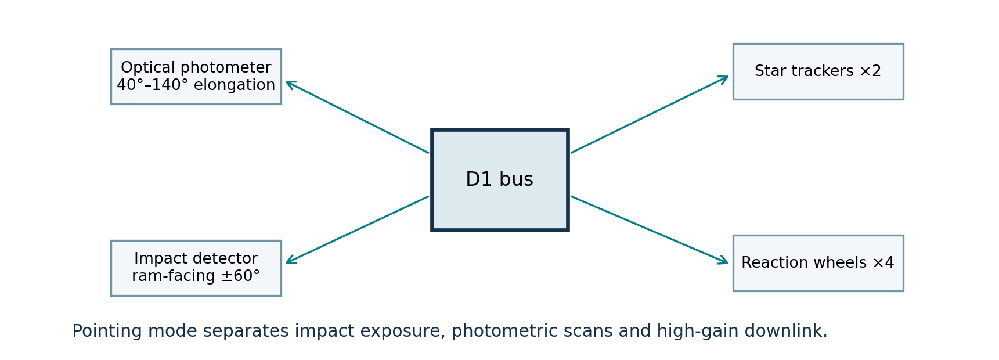 Optical photometer
40°–140° elongation
Star trackers ×2
D1 bus
Impact detector
ram-facing ±60°
Reaction wheels ×4
Pointing mode separates impact exposure, photometric scans and high-gain downlink.